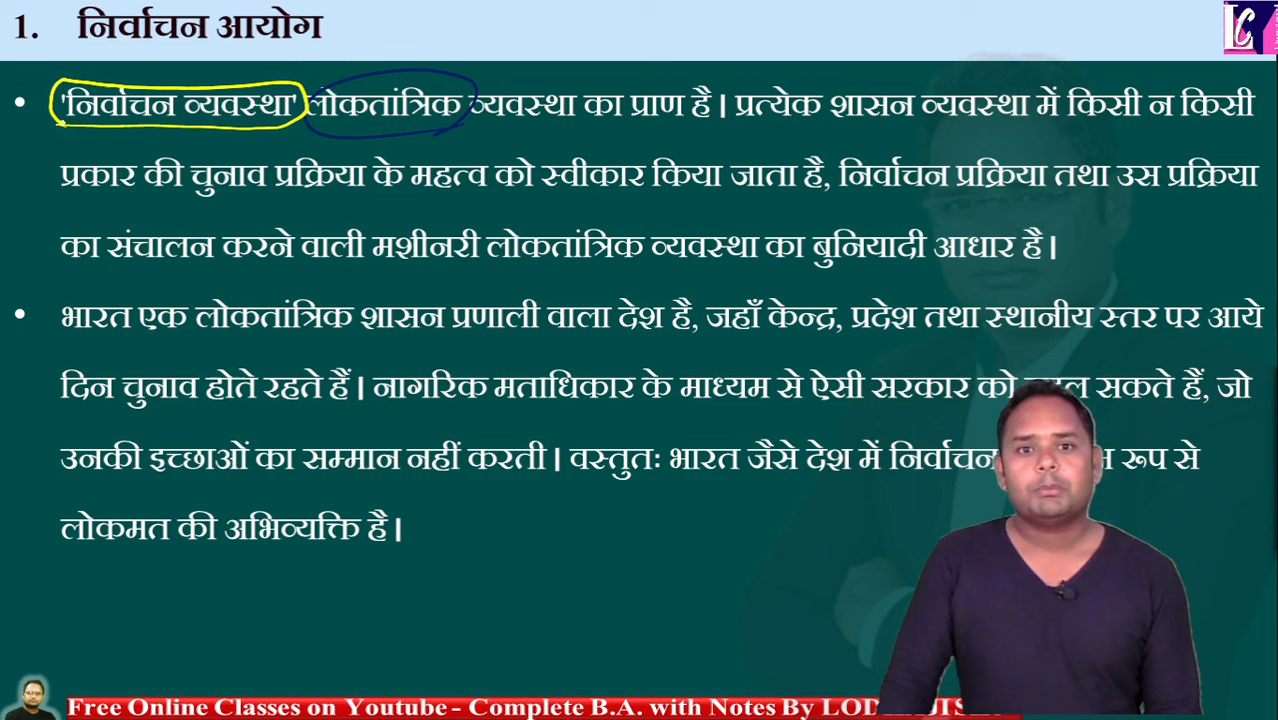 1. निर्वाचन आयोग
LC
• 'निर्वाचन व्यवस्था' लोकतांत्रिक व्यवस्था का प्राण है। प्रत्येक शासन व्यवस्था में किसी न किसी
प्रकार की चुनाव प्रक्रिया के महत्व को स्वीकार किया जाता है, निर्वाचन प्रक्रिया तथा उस प्रक्रिया
का संचालन करने वाली मशीनरी लोकतांत्रिक व्यवस्था का बुनियादी आधार है।
• भारत एक लोकतांत्रिक शासन प्रणाली वाला देश है, जहाँ केन्द्र, प्रदेश तथा स्थानीय स्तर पर आये
दिन चुनाव होते रहते हैं। नागरिक मताधिकार के माध्यम से ऐसी सरकार को सकते हैं, जो
उनकी इच्छाओं का सम्मान नहीं करती। वस्तुतः भारत जैसे देश में निर्वाचन रूप से
लोकमत की अभिव्यक्ति है।
Free Online Classes on Youtube - Complete B.A. with Notes By